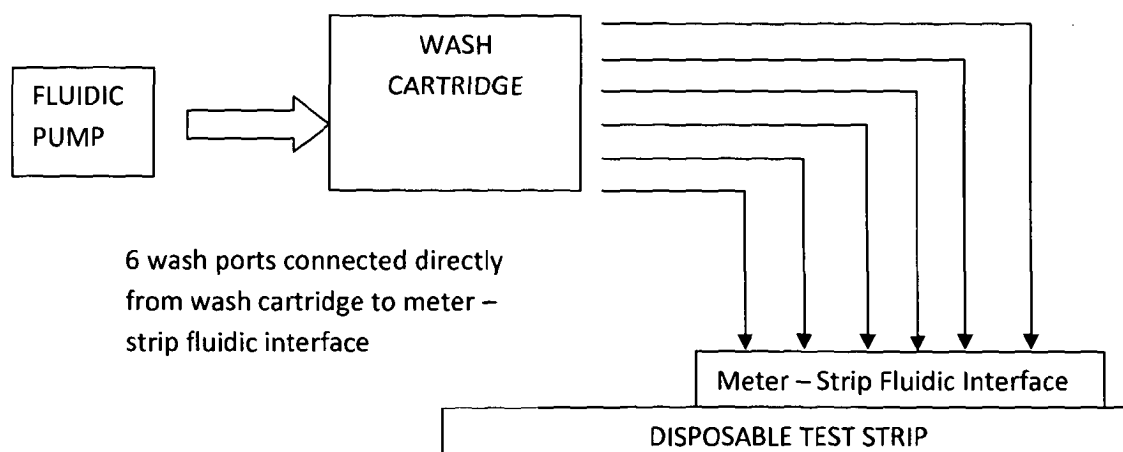 WASH
CARTRIDGE
FLUIDIC
PUMP
6 wash ports connected directly
from wash cartridge to meter –
strip fluidic interface
Meter – Strip Fluidic Interface
DISPOSABLE TEST STRIP